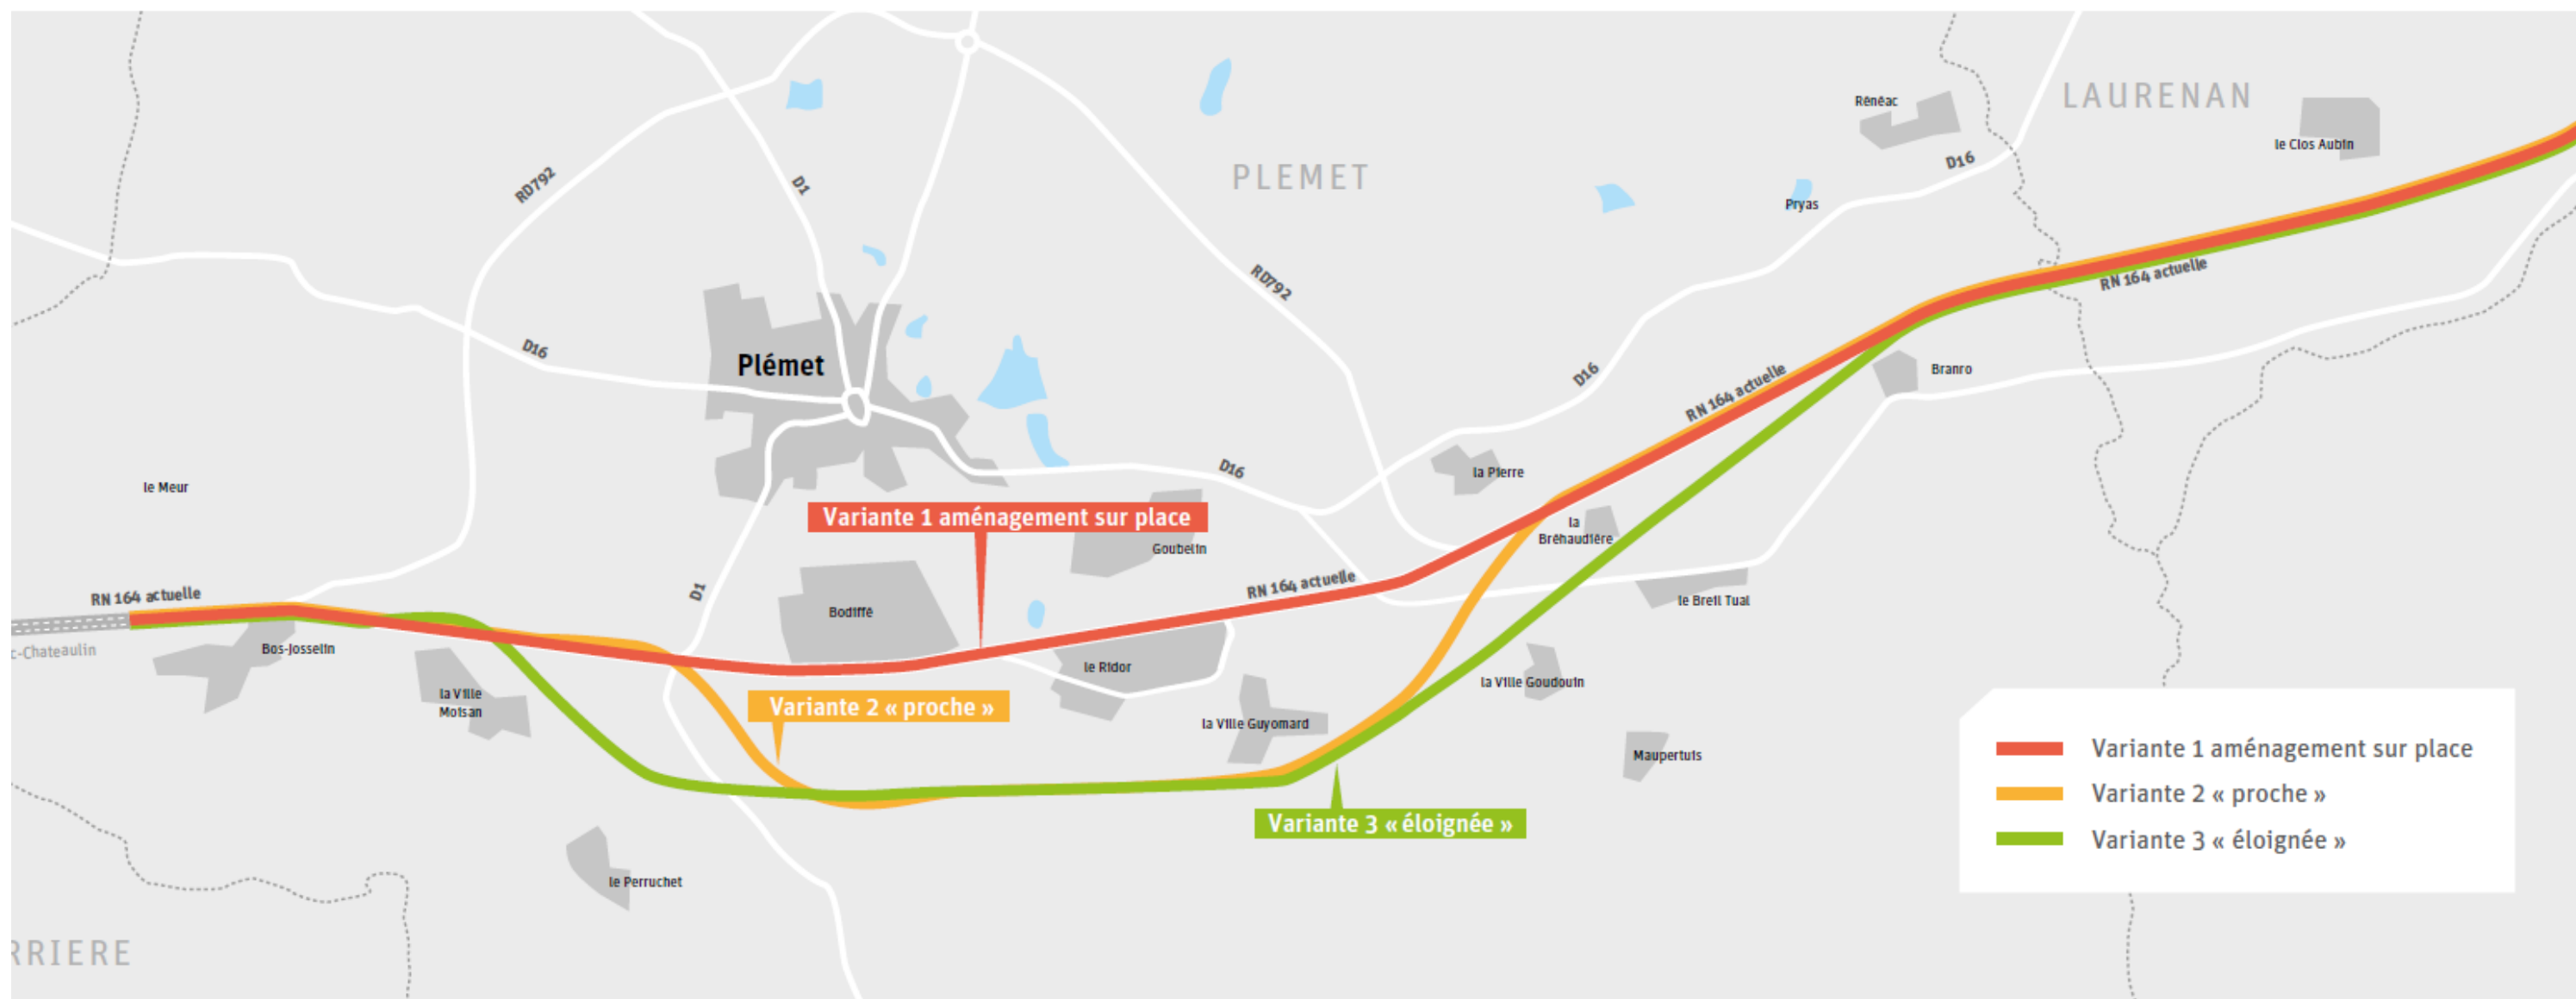 LAURENAN
Rénéac
le Clos Aubin
D16
PLEMET
RD792
D1
Pryas
RD792
RN 164 actuelle
D16
Plémet
D16
RN 164 actuelle
Branro
D16
la Pierre
le Meur
Variante 1 aménagement sur place
la
Bréhaudière
Goubelin
RN 164 actuelle
D1
RN 164 actuelle
Bodiffé
le Breil Tual
c-Chateaulin
Bos-Josselin
le Ridor
la Ville
Moisan
la Ville Goudouin
Variante 2 « proche »
la Ville Guyomard
Maupertuis
Variante 3 « éloignée »
le Perruchet
RRIERE
Variante 1 aménagement sur place
Variante 2 « proche »
Variante 3 « éloignée »